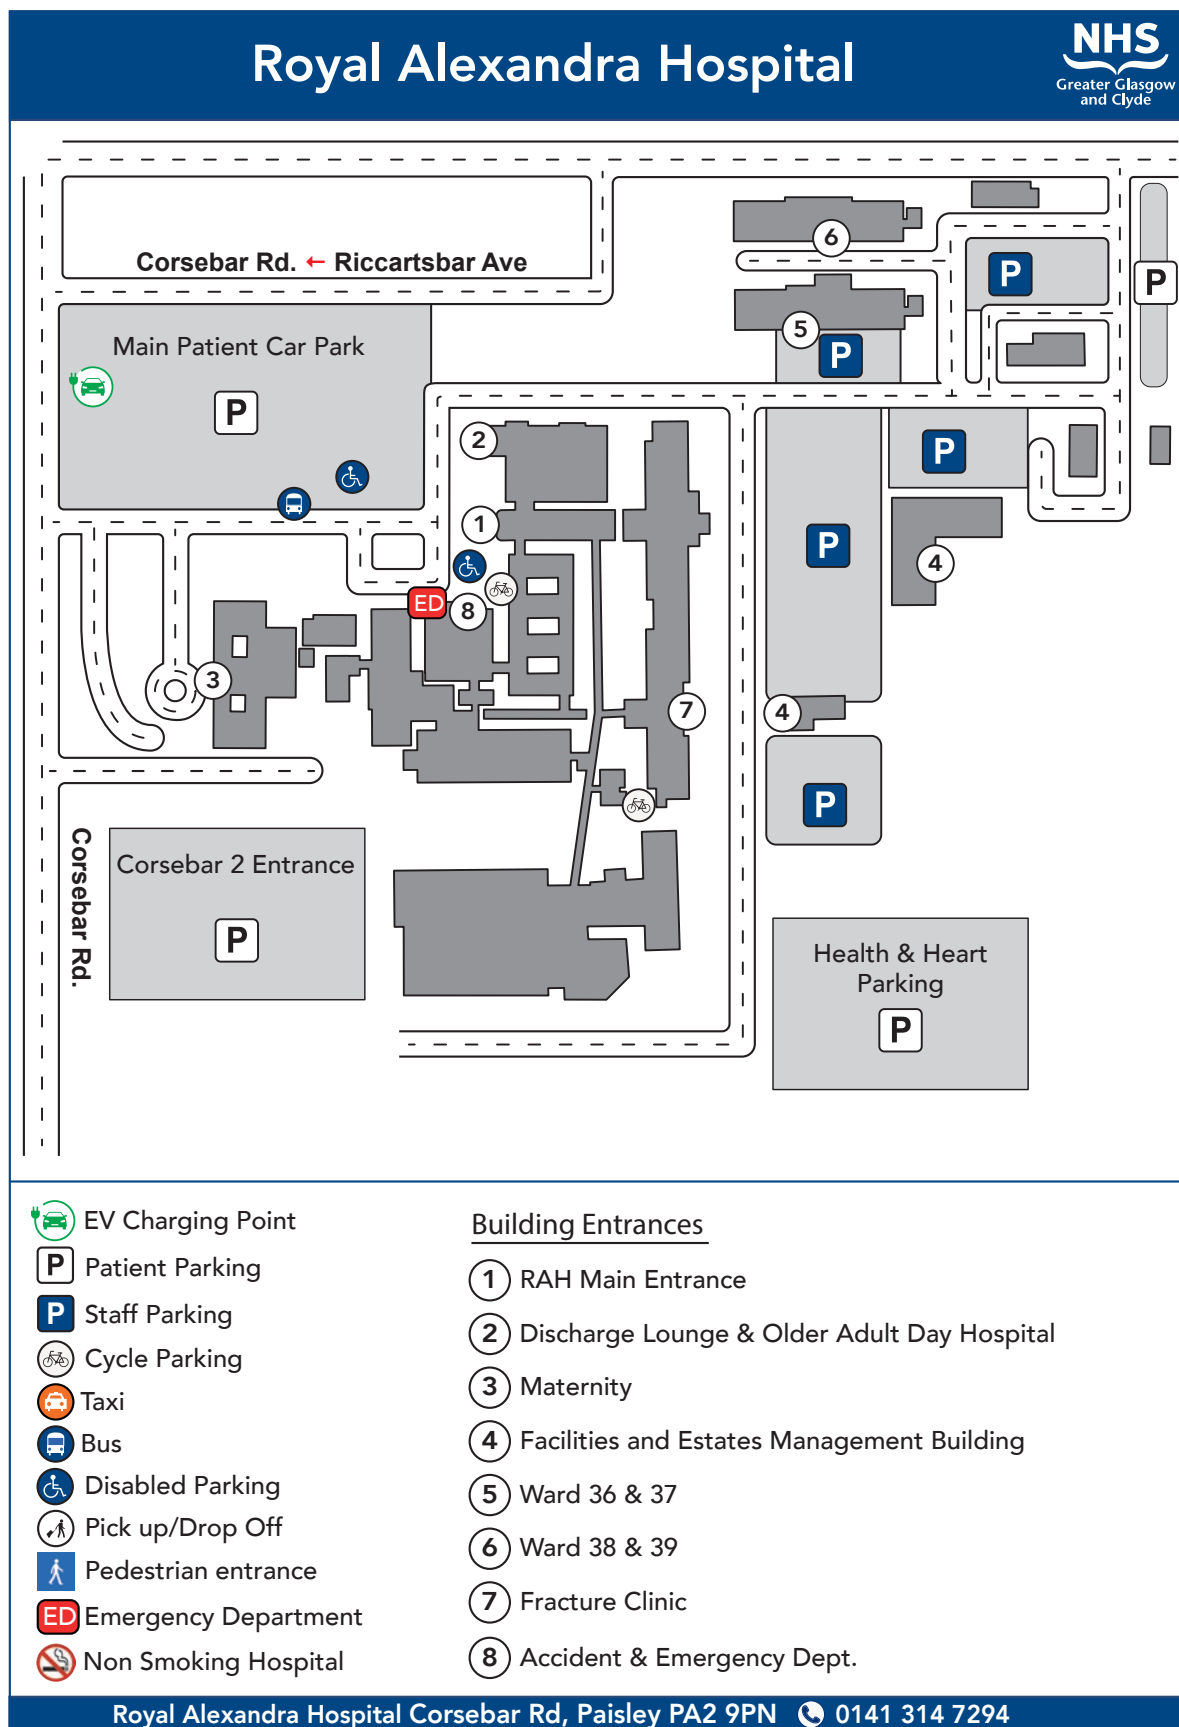 Royal Alexandra Hospital
NHS
Greater Glasgow
and Clyde
Corsebar Rd. ← Riccartsbar Ave
6
P
P
5
P
Main Patient Car Park
P
2
P
1
P
4
ED
8
3
7
4
P
Corsebar Rd.
Corsebar 2 Entrance
P
Health & Heart
Parking
P
EV Charging Point
P Patient Parking
P Staff Parking
Cycle Parking
Taxi
Bus
Disabled Parking
Pick up/Drop Off
Pedestrian entrance
ED Emergency Department
Non Smoking Hospital
Building Entrances
1 RAH Main Entrance
2 Discharge Lounge & Older Adult Day Hospital
3 Maternity
4 Facilities and Estates Management Building
5 Ward 36 & 37
6 Ward 38 & 39
7 Fracture Clinic
8 Accident & Emergency Dept.
Royal Alexandra Hospital Corsebar Rd, Paisley PA2 9PN 0141 314 7294